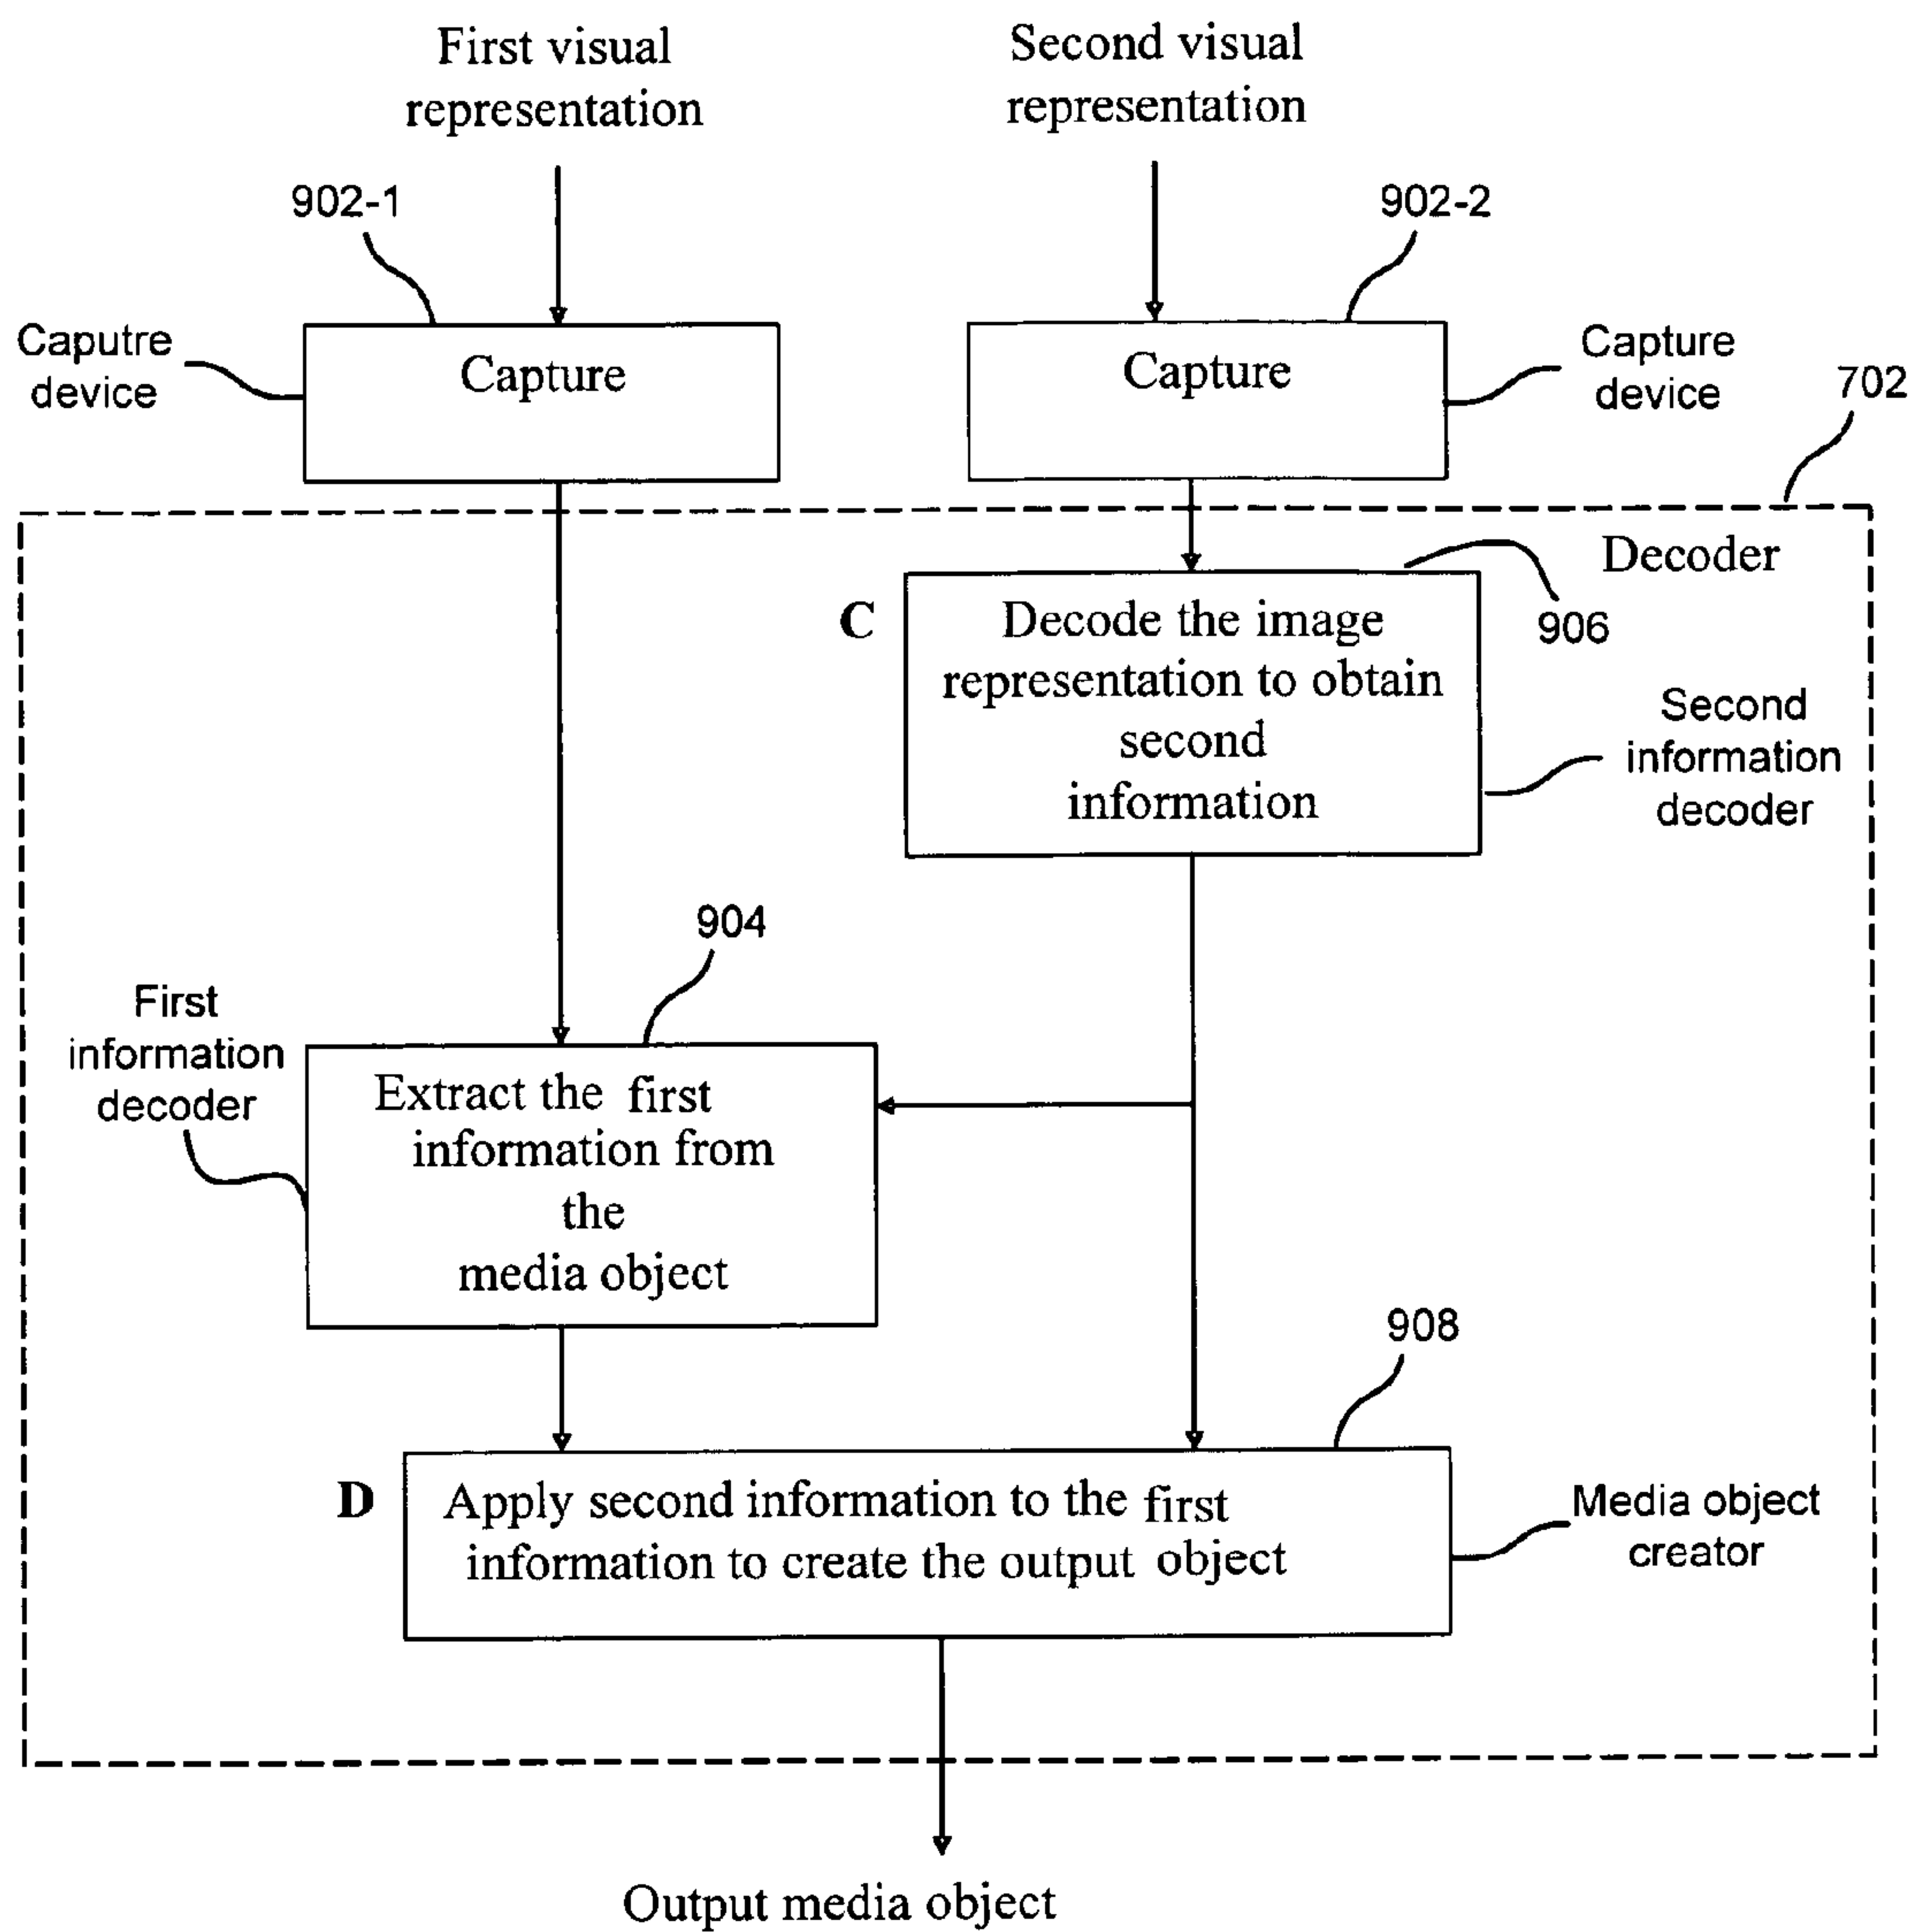 First visual
representation
Second visual
representation
902-1
902-2
Caputre
device
Capture
Capture
Capture
device
702
Decoder
906
C
Decode the image
representation to obtain
second
information
Second
information
decoder
904
First
information
decoder
Extract the first
information from
the
media object
908
D
Apply second information to the first
information to create the output object
Media object
creator
Output media object